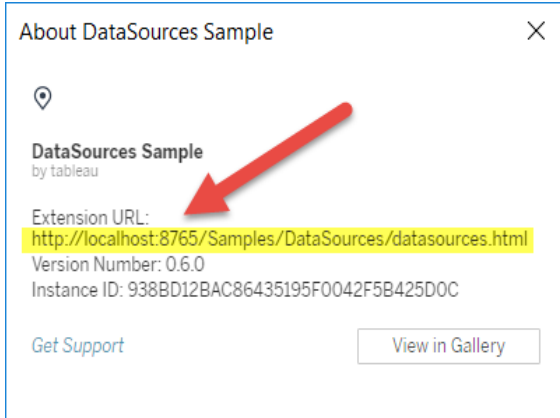 About DataSources Sample
DataSources Sample
by tableau
Extension URL:
http://localhost:8765/Samples/DataSources/datasources.html
Version Number: 0.6.0
Instance ID: 938BD12BAC86435195F0042F5B425D0C
Get Support
View in Gallery